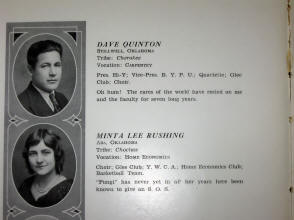 DAVE QUINTON
STILLWELL, OKLAHOMA
Tribe: Cherokee
Vocation: CARPENTRY
Pres. Hi-Y; Vice-Pres. B. Y. P. U.; Quartette; Glee
Club; Choir.
Oh hum! The cares of the world have rested on me
and the faculty for seven long years.
MINTA LEE RUSHING
ADA, OKLAHOMA
Tribe: Choctaw
Vocation: HOME ECONOMICS
Choir; Glee Club; Y. W. C. A.; Home Economics Club;
Basketball Team.
has never yet in all her years here been
known to give an S. O. S.